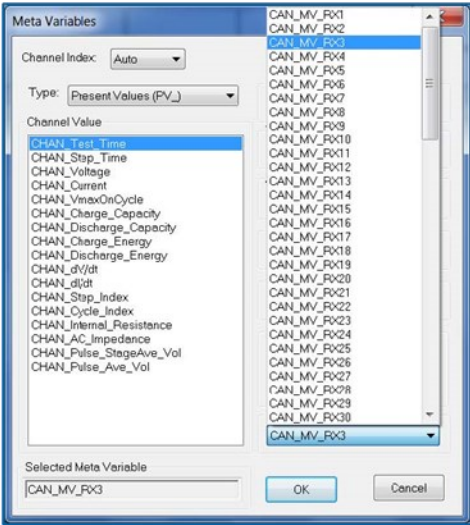 Meta Variables
Channel Index:
Auto
Type:
Present Values (PV_)
Channel Value
CHAN_Test_Time
CHAN_Step_Time
CHAN_Voltage
CHAN_Current
CHAN_VmaxOnCycle
CHAN_Charge_Capacity
CHAN_Discharge_Capacity
CHAN_Charge_Energy
CHAN_Discharge_Energy
CHAN_dV/dt
CHAN_dI/dt
CHAN_Step_Index
CHAN_Cycle_Index
CHAN_Internal_Resistance
CHAN_AC_Impedance
CHAN_Pulse_StageAve_Vol
CHAN_Pulse_Ave_Vol
CAN_MV_RX1
CAN_MV_RX2
CAN_MV_RX3
CAN_MV_RX4
CAN_MV_RX5
CAN_MV_RX6
CAN_MV_RX7
CAN_MV_RX8
CAN_MV_RX9
CAN_MV_RX10
CAN_MV_RX11
CAN_MV_RX12
CAN_MV_RX13
CAN_MV_RX14
CAN_MV_RX15
CAN_MV_RX16
CAN_MV_RX17
CAN_MV_RX18
CAN_MV_RX19
CAN_MV_RX20
CAN_MV_RX21
CAN_MV_RX22
CAN_MV_RX23
CAN_MV_RX24
CAN_MV_RX25
CAN_MV_RX26
CAN_MV_RX27
CAN_MV_RX28
CAN_MV_RX29
CAN_MV_RX30
CAN_MV_RX3
Selected Meta Variable
CAN_MV_RX3
OK
Cancel